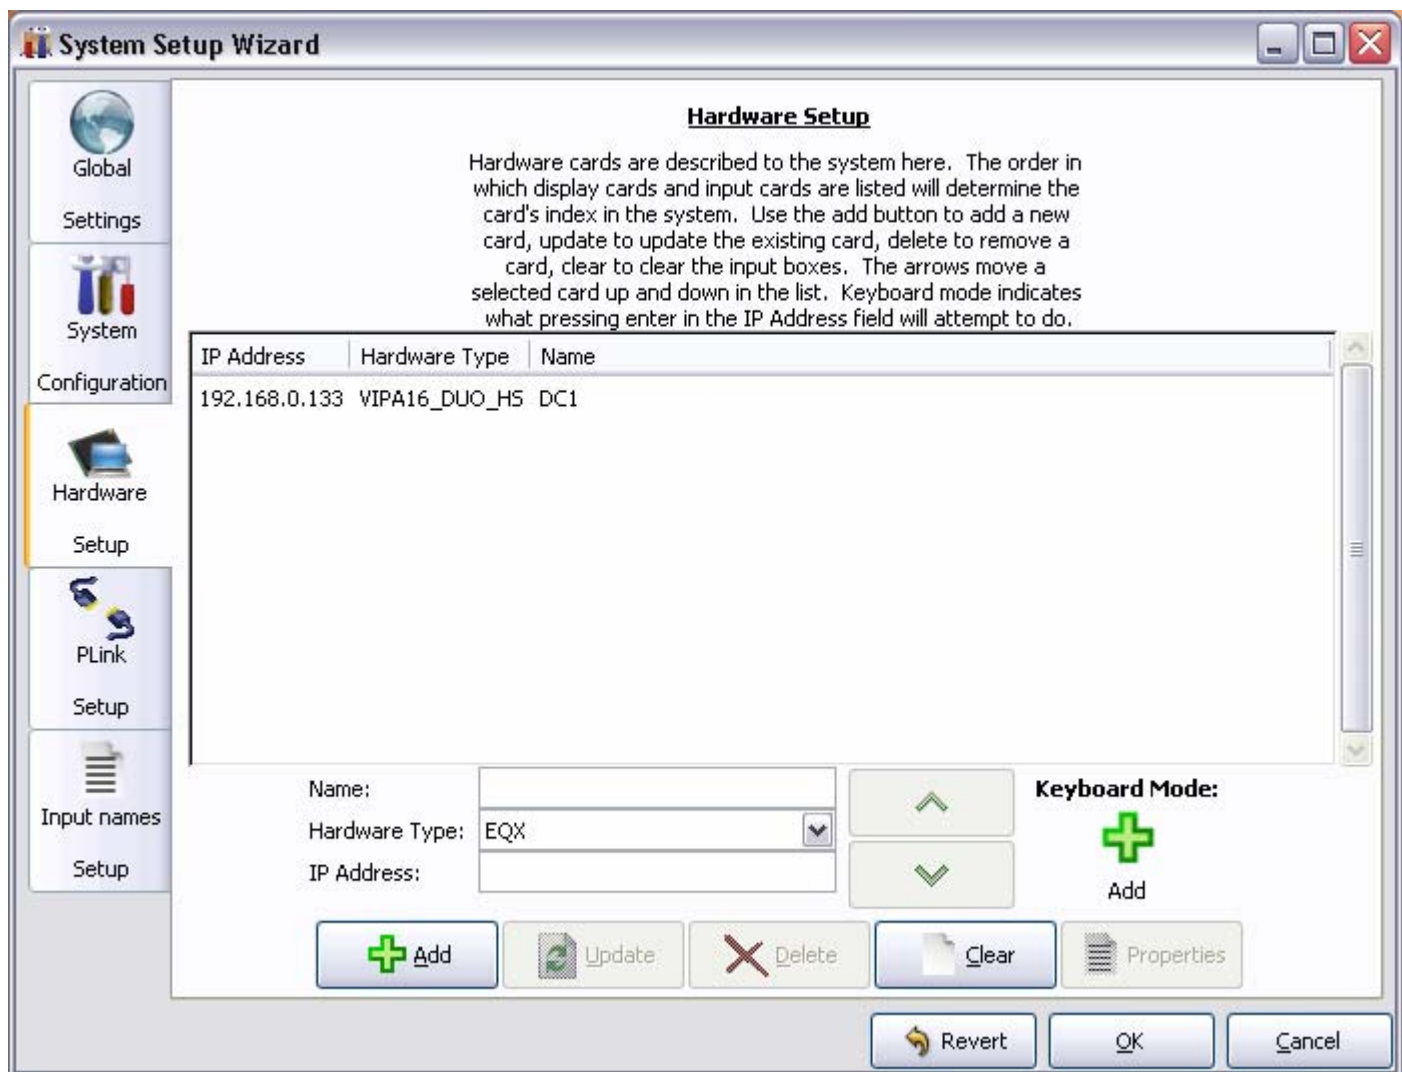 System Setup Wizard
Global
Settings
System
Configuration
Hardware
Setup
PLink
Setup
Input names
Setup
Hardware Setup
Hardware cards are described to the system here. The order in
which display cards and input cards are listed will determine the
card's index in the system. Use the add button to add a new
card, update to update the existing card, delete to remove a
card, clear to clear the input boxes. The arrows move a
selected card up and down in the list. Keyboard mode indicates
what pressing enter in the IP Address field will attempt to do.
IP Address Hardware Type Name
192.168.0.133 VIPA16_DUO_HS DC1
Name:
Hardware Type: EQX
IP Address:
Keyboard Mode:
Add
Add Update Delete Clear Properties
Revert OK Cancel